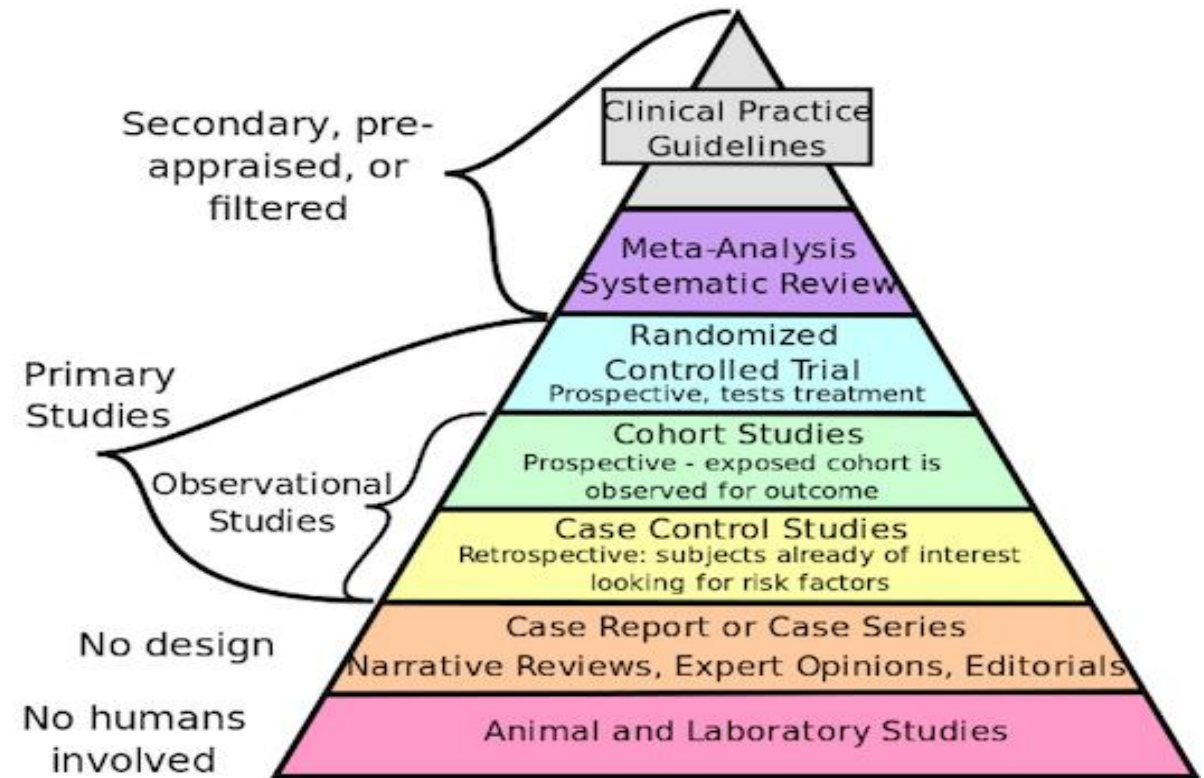 Clinical Practice
Guidelines
Secondary, pre-
appraised, or
filtered
Meta-Analysis
Systematic Review
Randomized
Controlled Trial
Prospective, tests treatment
Primary
Studies
Cohort Studies
Prospective - exposed cohort is
observed for outcome
Observational
Studies
Case Control Studies
Retrospective: subjects already of interest
looking for risk factors
No design
Case Report or Case Series
Narrative Reviews, Expert Opinions, Editorials
No humans
involved
Animal and Laboratory Studies